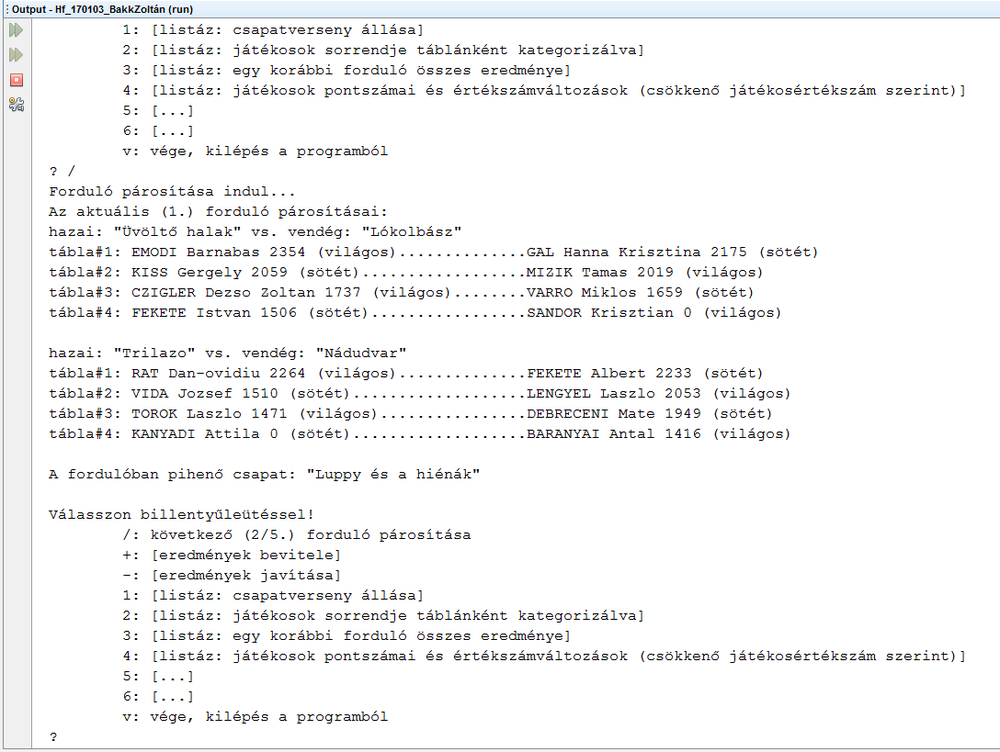 Output - Hf_170103_BakkZoltán (run)
1: [listáz: csapatverseny állása]
2: [listáz: játékosok sorrendje táblánként kategorizálva]
3: [listáz: egy korábbi forduló összes eredménye]
4: [listáz: játékosok pontszámai és értékszámváltozások (csökkenő játékosértékszám szerint)]
5: [...]
6: [...]
v: vége, kilépés a programból
? /
Forduló párosítása indul...
Az aktuális (1.) forduló párosításai:
hazai: "Üvöltő halak" vs. vendég: "Lókolbász"
tábla#1: EMODI Barnabas 2354 (világos)..............GAL Hanna Krisztina 2175 (sötét)
tábla#2: KISS Gergely 2059 (sötét)..................MIZIK Tamas 2019 (világos)
tábla#3: CZIGLER Dezso Zoltan 1737 (világos)........VARRO Miklos 1659 (sötét)
tábla#4: FEKETE Istvan 1506 (sötét).................SANDOR Krisztian 0 (világos)
hazai: "Trilazo" vs. vendég: "Nádudvar"
tábla#1: RAT Dan-ovidiu 2264 (világos)..............FEKETE Albert 2233 (sötét)
tábla#2: VIDA Jozsef 1510 (sötét)...................LENGYEL Laszlo 2053 (világos)
tábla#3: TOROK Laszlo 1471 (világos)................DEBRECENI Mate 1949 (sötét)
tábla#4: KANYADI Attila 0 (sötét)...................BARANYAI Antal 1416 (világos)
A fordulóban pihenő csapat: "Luppy és a hiénák"
Válasszon billentyűleütéssel!
/: következő (2/5.) forduló párosítása
+: [eredmények bevitele]
-: [eredmények javítása]
1: [listáz: csapatverseny állása]
2: [listáz: játékosok sorrendje táblánként kategorizálva]
3: [listáz: egy korábbi forduló összes eredménye]
4: [listáz: játékosok pontszámai és értékszámváltozások (csökkenő játékosértékszám szerint)]
5: [...]
6: [...]
v: vége, kilépés a programból
?